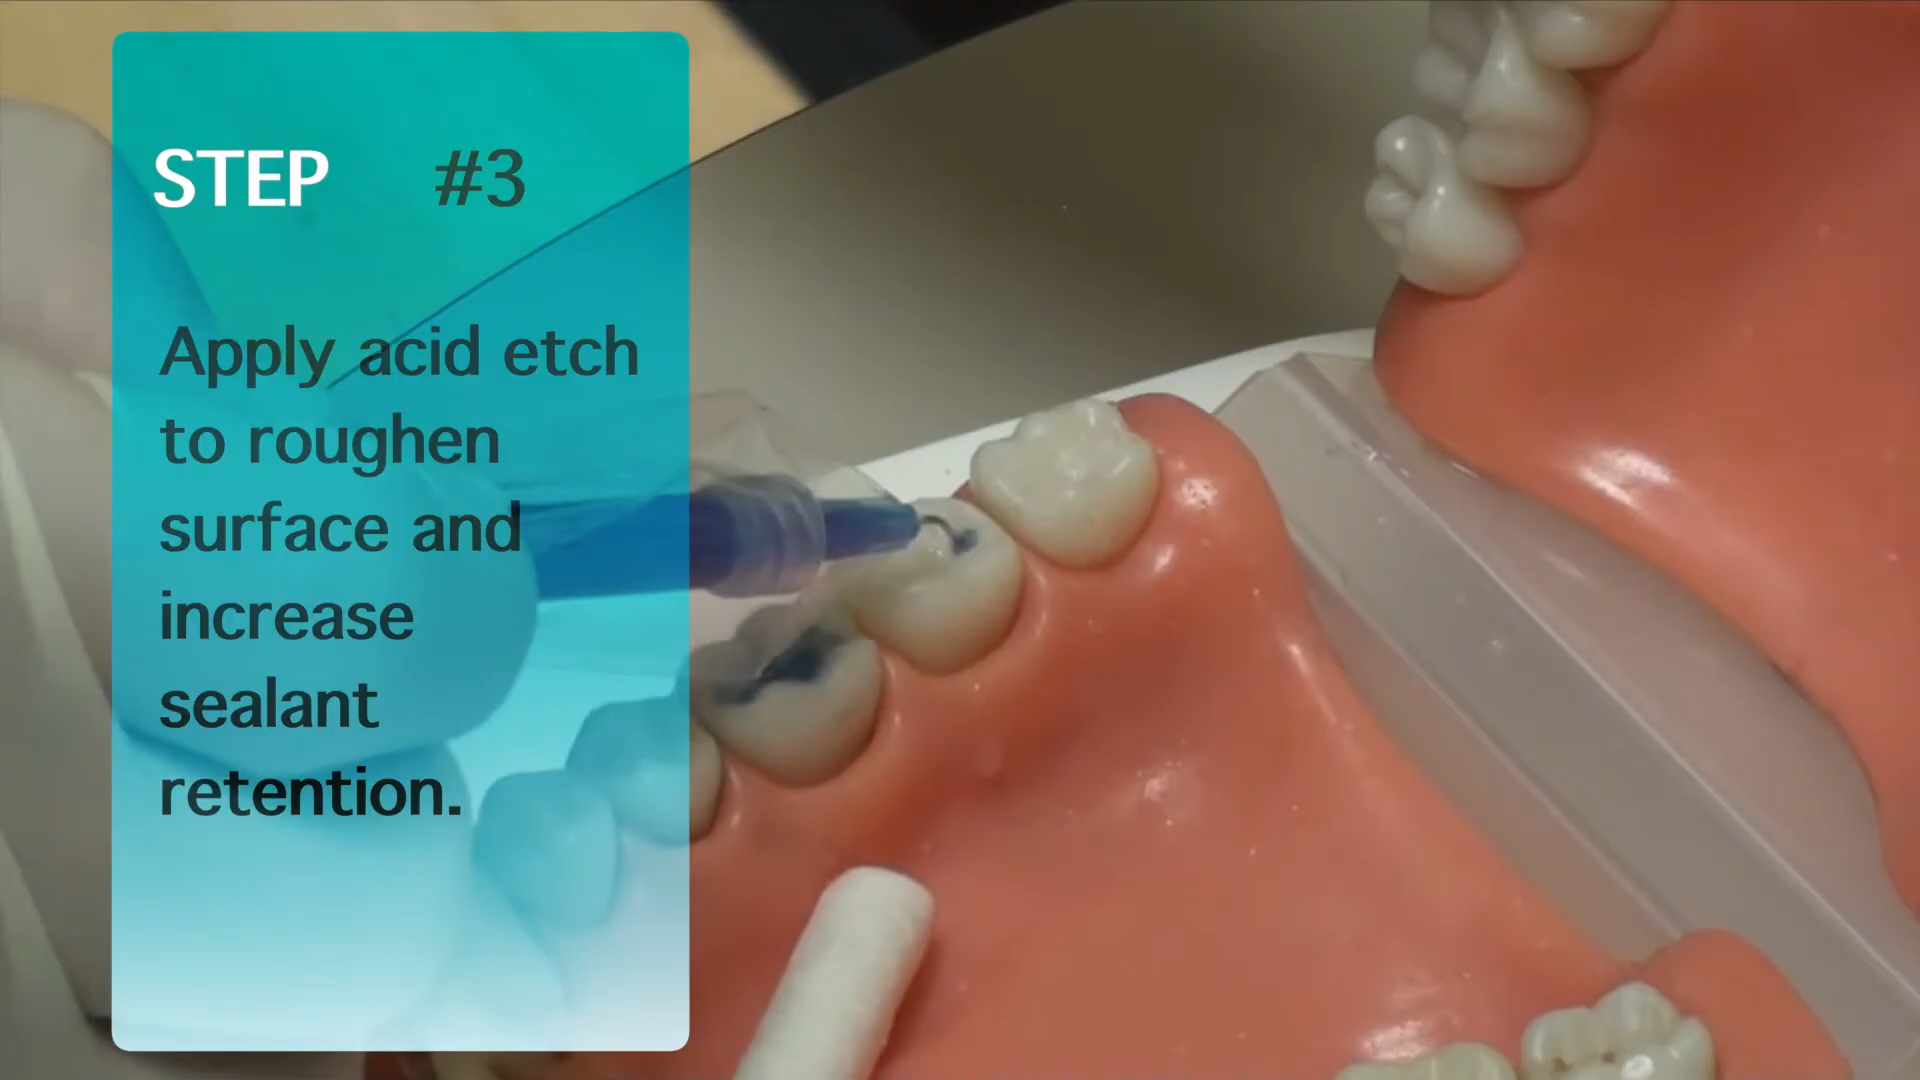 STEP #3
Apply acid etch
to roughen
surface and
increase
sealant
retention.